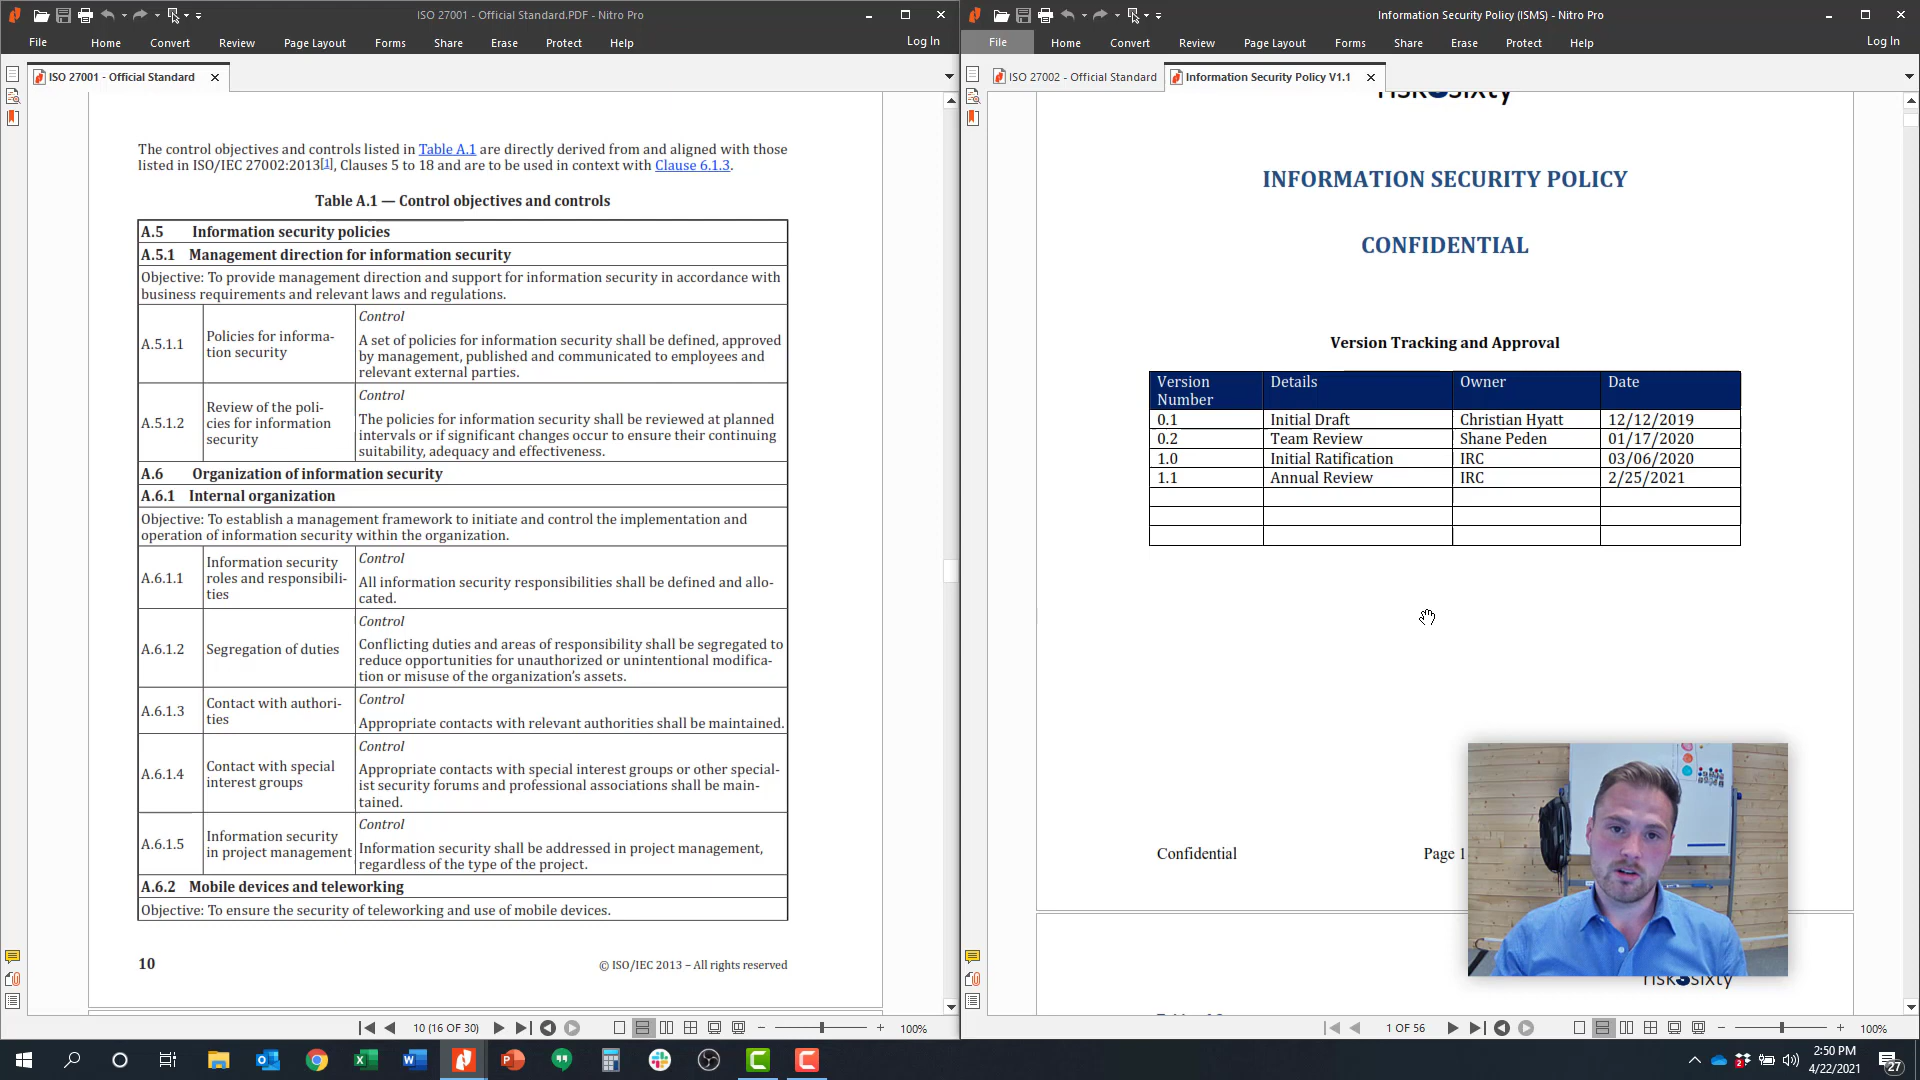 ISO 27001 - Official Standard.PDF - Nitro Pro
File Home Convert Review Page Layout Forms Share Erase Protect Help Log In
ISO 27001 - Official Standard
The control objectives and controls listed in Table A.1 are directly derived from and aligned with those
listed in ISO/IEC 27002:2013[1], Clauses 5 to 18 and are to be used in context with Clause 6.1.3.
Table A.1 — Control objectives and controls
A.5 Information security policies
A.5.1 Management direction for information security
Objective: To provide management direction and support for information security in accordance with
business requirements and relevant laws and regulations.
A.5.1.1
Policies for informa-
tion security
Control
A set of policies for information security shall be defined, approved
by management, published and communicated to employees and
relevant external parties.
A.5.1.2
Review of the poli-
cies for information
security
Control
The policies for information security shall be reviewed at planned
intervals or if significant changes occur to ensure their continuing
suitability, adequacy and effectiveness.
A.6 Organization of information security
A.6.1 Internal organization
Objective: To establish a management framework to initiate and control the implementation and
operation of information security within the organization.
A.6.1.1
Information security
roles and responsibili-
ties
Control
All information security responsibilities shall be defined and allo-
cated.
A.6.1.2
Segregation of duties
Control
Conflicting duties and areas of responsibility shall be segregated to
reduce opportunities for unauthorized or unintentional modifica-
tion or misuse of the organization's assets.
A.6.1.3
Contact with authori-
ties
Control
Appropriate contacts with relevant authorities shall be maintained.
A.6.1.4
Contact with special
interest groups
Control
Appropriate contacts with special interest groups or other special-
ist security forums and professional associations shall be main-
tained.
A.6.1.5
Information security
in project management
Control
Information security shall be addressed in project management,
regardless of the type of the project.
A.6.2 Mobile devices and teleworking
Objective: To ensure the security of teleworking and use of mobile devices.
10 © ISO/IEC 2013 – All rights reserved
10 (16 OF 30) 100%
Information Security Policy (ISMS) - Nitro Pro
File Home Convert Review Page Layout Forms Share Erase Protect Help Log In
ISO 27002 - Official Standard Information Security Policy V1.1
risk3sixty
INFORMATION SECURITY POLICY
CONFIDENTIAL
Version Tracking and Approval
Version Number Details Owner Date
0.1 Initial Draft Christian Hyatt 12/12/2019
0.2 Team Review Shane Peden 01/17/2020
1.0 Initial Ratification IRC 03/06/2020
1.1 Annual Review IRC 2/25/2021
Confidential Page 1
risk3sixty
1 OF 56 100%
2:50 PM
4/22/2021
27